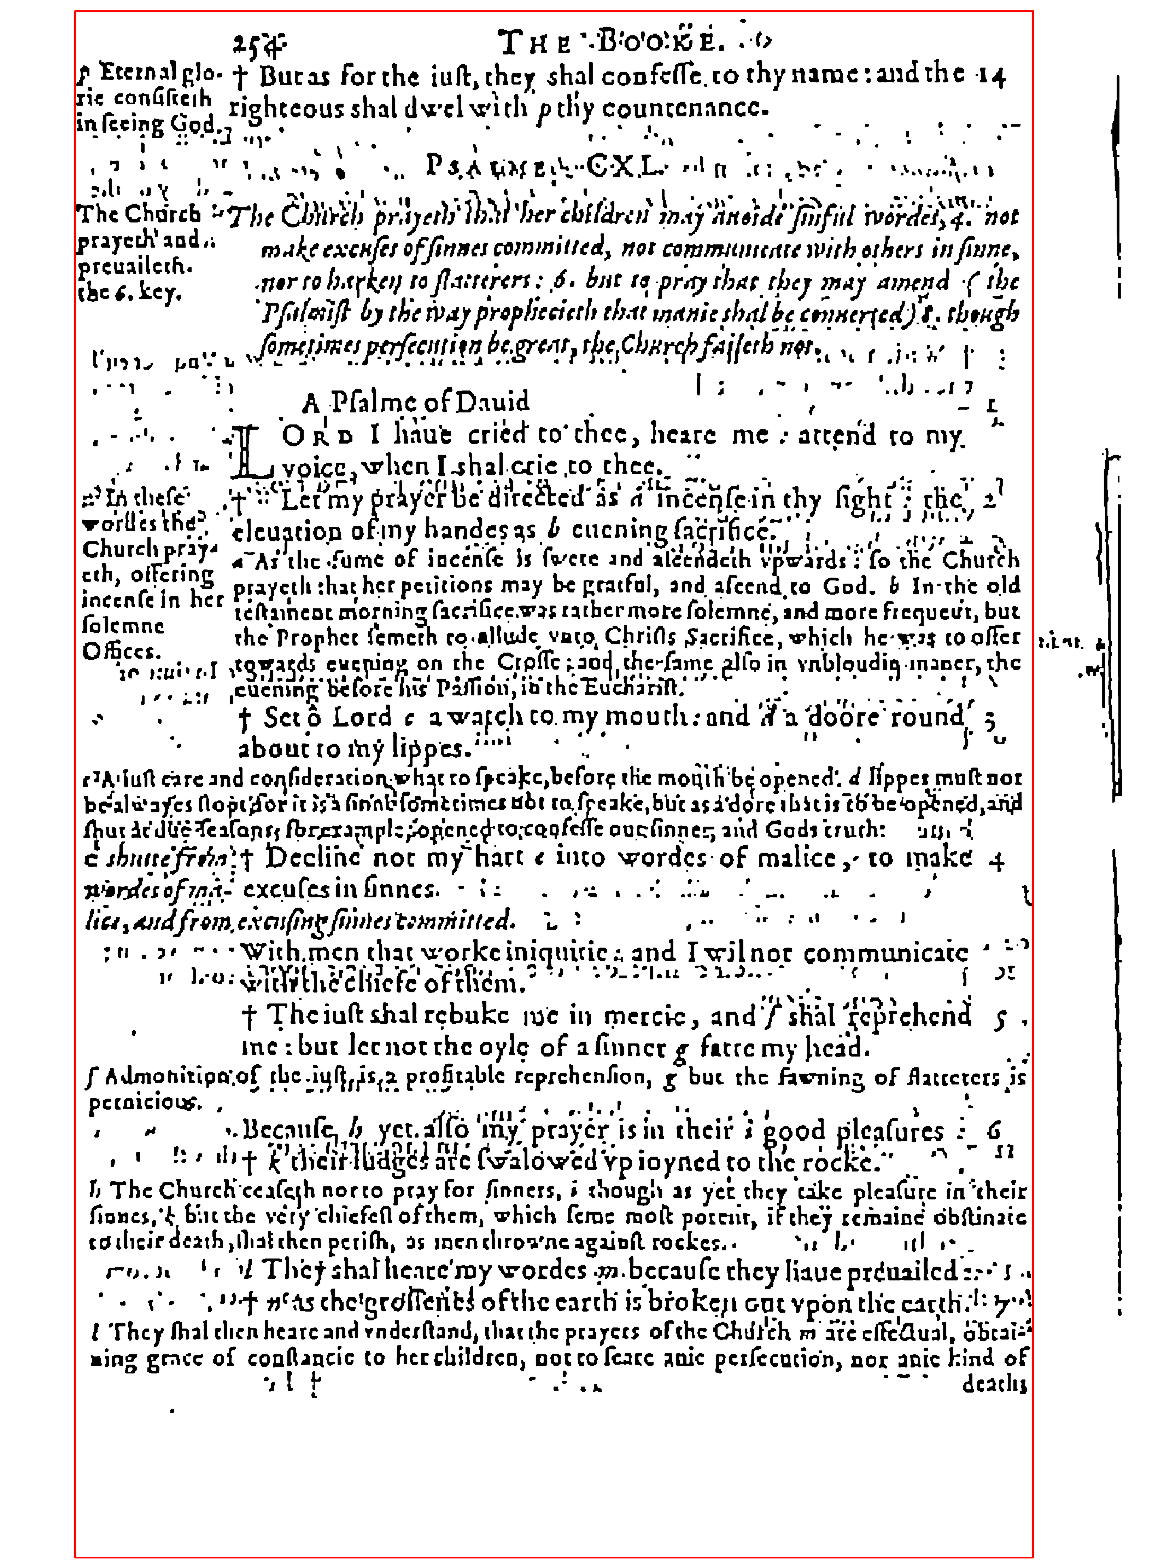 254 THE BOOKE.
p Eternal glo-
rie consisteth
in seeing God.
† But as for the iuſt, they shal confeſſe to thy name: and the 14
righteous shal dwel with p thy countenance.
PSALME CXL.
The Church
prayeth and
preuaileth.
the 6. key.
The Church prayeth that her children may auoide ſinful wordes, 4. not
make excuſes of ſinnes committed, not communicate with others in ſinne,
nor to harken to flatterers: 6. but to pray that they may amend ( the
Pſalmiſt by the way prophecieth that manie shal be conuerted) 8. though
ſometimes perſecution be great, the Church faileth not.
A Pſalme of Dauid 1
LORD I haue cried to thee, heare me: attend to my
voice, when I shal crie to thee.
a In theſe
wordes the
Church pray-
eth, offering
incenſe in her
ſolemne
Offices.
† Let my prayer be directed as a incenſe in thy ſight: the 2
eleuation of my handes as b euening ſacrifice.
a As the fume of incenſe is ſwete and aſcendeth vpwards: ſo the Church
prayeth that her petitions may be grateful, and aſcend to God. b In the old
teſtament morning ſacrifice was rather more ſolemne, and more frequent, but
the Prophet ſemeth to allude vnto Chriſts Sacrifice, which he was to offer
towards euening on the Croſſe: and the ſame alſo in vnbloudie maner, the
euening before his Paſſion, in the Euchariſt.
† Set ô Lord c a watch to my mouth: and d a doore round 3
about to my lippes.
c A iuſt care and conſideration what to ſpeake, before the mouth be opened. d lippes muſt not
be alwayes ſtopt, for it is a ſinne ſometimes not to ſpeake, but as a dore that is to be opened, and
ſhut at due ſeaſons, for example, opened to confeſſe our ſinnes, and Gods truth:
e shutte from † Decline not my hart e into wordes of malice, to make 4
wordes of ma- excuſes in ſinnes.
lice, and from excuſing ſinnes committed.
With men that worke iniquitie: and I wil not communicate
with the chiefe of them.
† The iuſt shal rebuke me in mercie, and f shal reprehend 5
me: but let not the oyle of a ſinner g fatte my head.
f Admonition of the iuſt, is a profitable reprehenſion, g but the fawning of flatterers is
pernicious.
Becauſe, h yet alſo my prayer is in their i good pleaſures: 6
† k their Iudges are ſwalowed vp ioyned to the rocke.
h The Church ceaſeth not to pray for ſinners, i though as yet they take pleaſure in their
ſinnes, k but the very chiefeſt of them, which ſeme moſt potent, if they remaine obſtinate
to their death, ſhal then periſh, as men throwne againſt rockes.
l They shal heare my wordes m becauſe they haue preuailed:
† n As the groſſenes of the earth is broken out vpon the earth. 7
l They ſhal then heare and vnderſtand, that the prayers of the Church m are effectual, obtai-
ning grace of conſtancie to her children, not to feare anie perſecution, nor anie kind of
death;